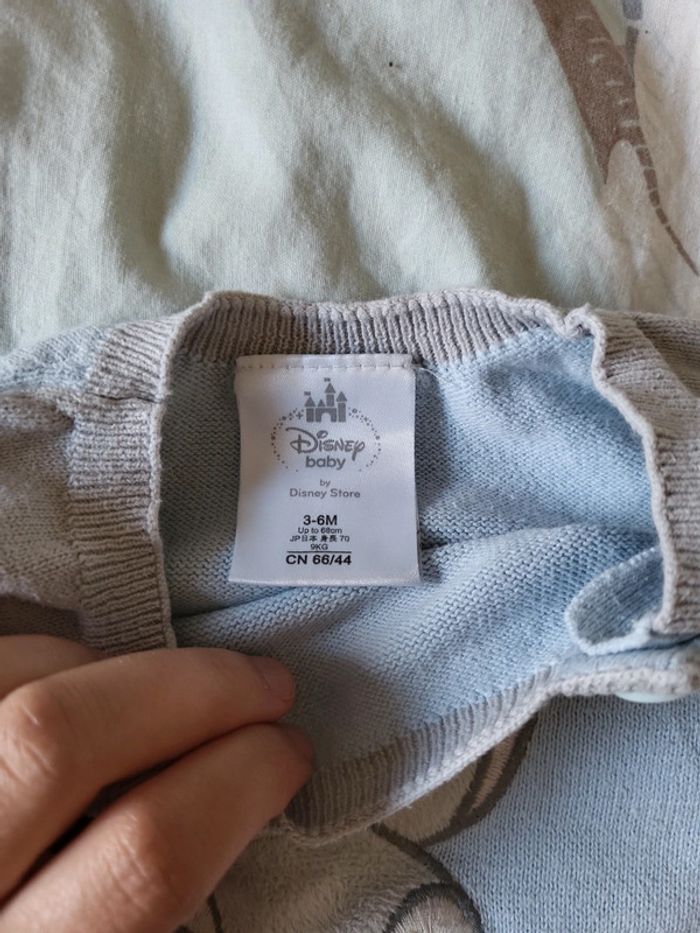 Disney
baby
by
Disney Store
3-6M
Up to 68cm
JP日本 身長 70
9KG
CN 66/44